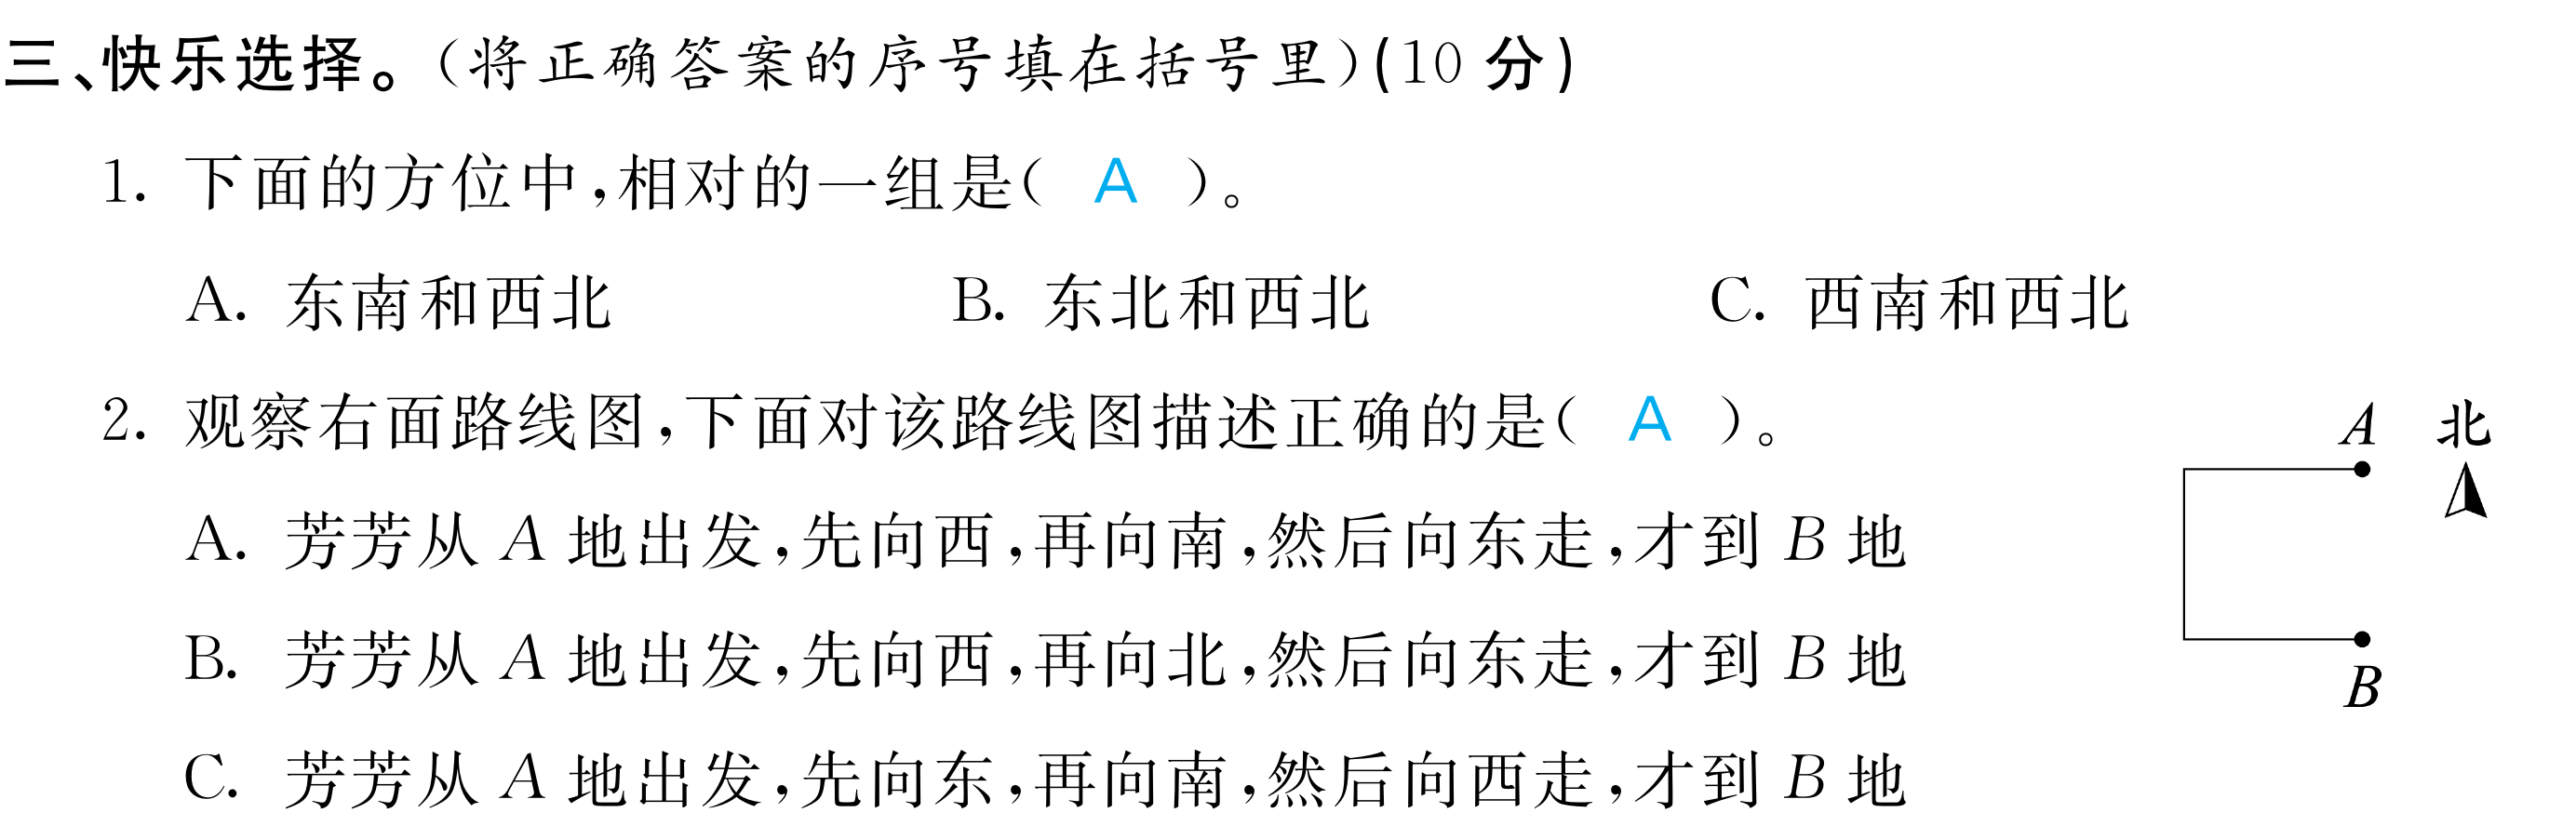 三、快乐选择。(将正确答案的序号填在括号里)(10 分)
1. 下面的方位中,相对的一组是( A )。
A. 东南和西北 B. 东北和西北 C. 西南和西北
2. 观察右面路线图,下面对该路线图描述正确的是( A )。
A 北
A. 芳芳从 A 地出发,先向西,再向南,然后向东走,才到 B 地
B. 芳芳从 A 地出发,先向西,再向北,然后向东走,才到 B 地
B
C. 芳芳从 A 地出发,先向东,再向南,然后向西走,才到 B 地